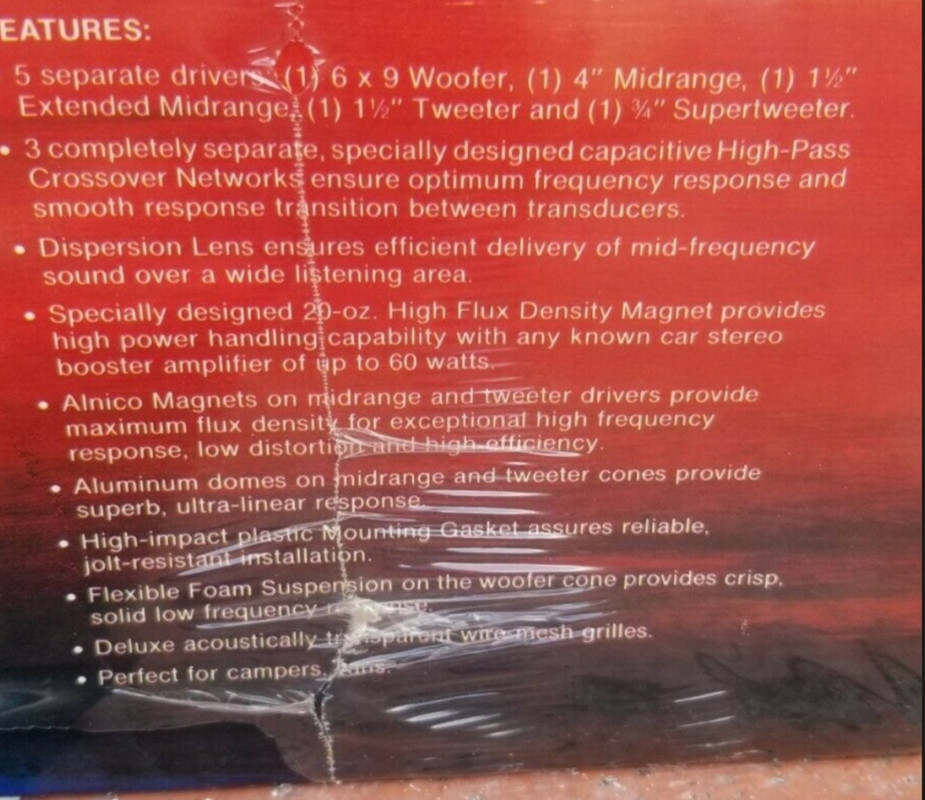 EATURES:
5 separate drivers: (1) 6 x 9 Woofer, (1) 4" Midrange, (1) 1½"
Extended Midrange, (1) 1½" Tweeter and (1) ¾" Supertweeter.
• 3 completely separate, specially designed capacitive High-Pass
Crossover Networks ensure optimum frequency response and
smooth response transition between transducers.
• Dispersion Lens ensures efficient delivery of mid-frequency
sound over a wide listening area.
• Specially designed 20-oz. High Flux Density Magnet provides
high power handling capability with any known car stereo
booster amplifier of up to 60 watts.
• Alnico Magnets on midrange and tweeter drivers provide
maximum flux density for exceptional high frequency
response, low distortion and high efficiency.
• Aluminum domes on midrange and tweeter cones provide
superb, ultra-linear response.
• High-impact plastic Mounting Gasket assures reliable,
jolt-resistant installation.
• Flexible Foam Suspension on the woofer cone provides crisp,
solid low frequency response.
• Deluxe acoustically transparent wire mesh grilles.
• Perfect for campers, vans.